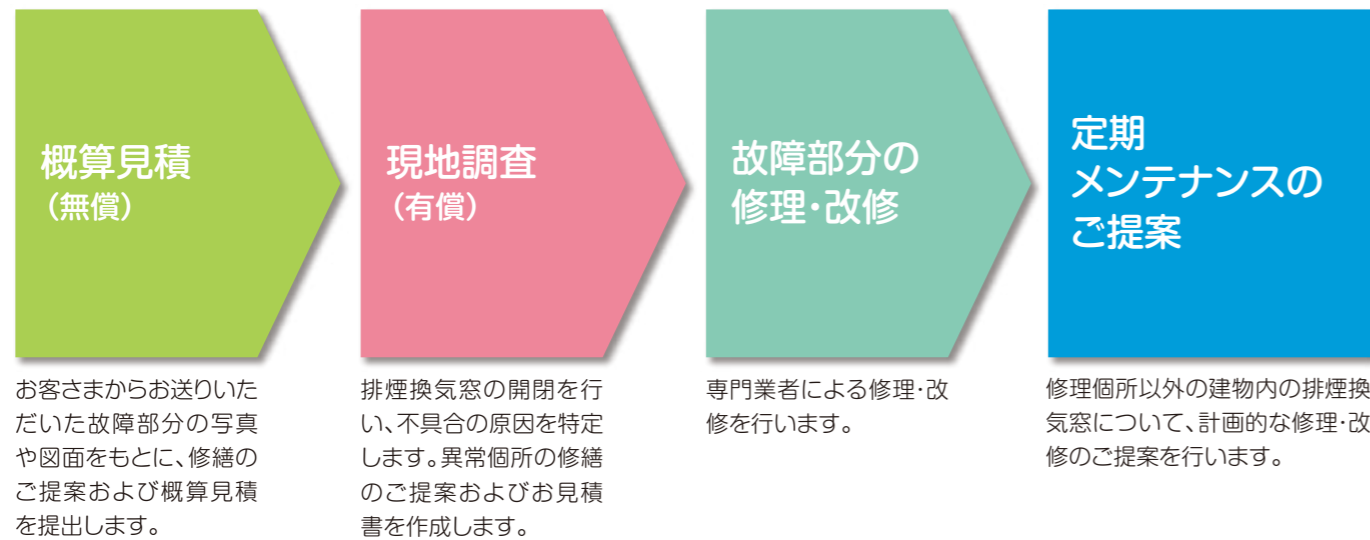 概算見積
（無償）
お客さまからお送りいた
だいた故障部分の写真
や図面をもとに、修繕の
ご提案および概算見積
を提出します。
現地調査
（有償）
排煙換気窓の開閉を行
い、不具合の原因を特定
します。異常個所の修繕
のご提案およびお見積
書を作成します。
故障部分の
修理・改修
専門業者による修理・改
修を行います。
定期
メンテナンスの
ご提案
修理個所以外の建物内の排煙換
気窓について、計画的な修理・改
修のご提案を行います。